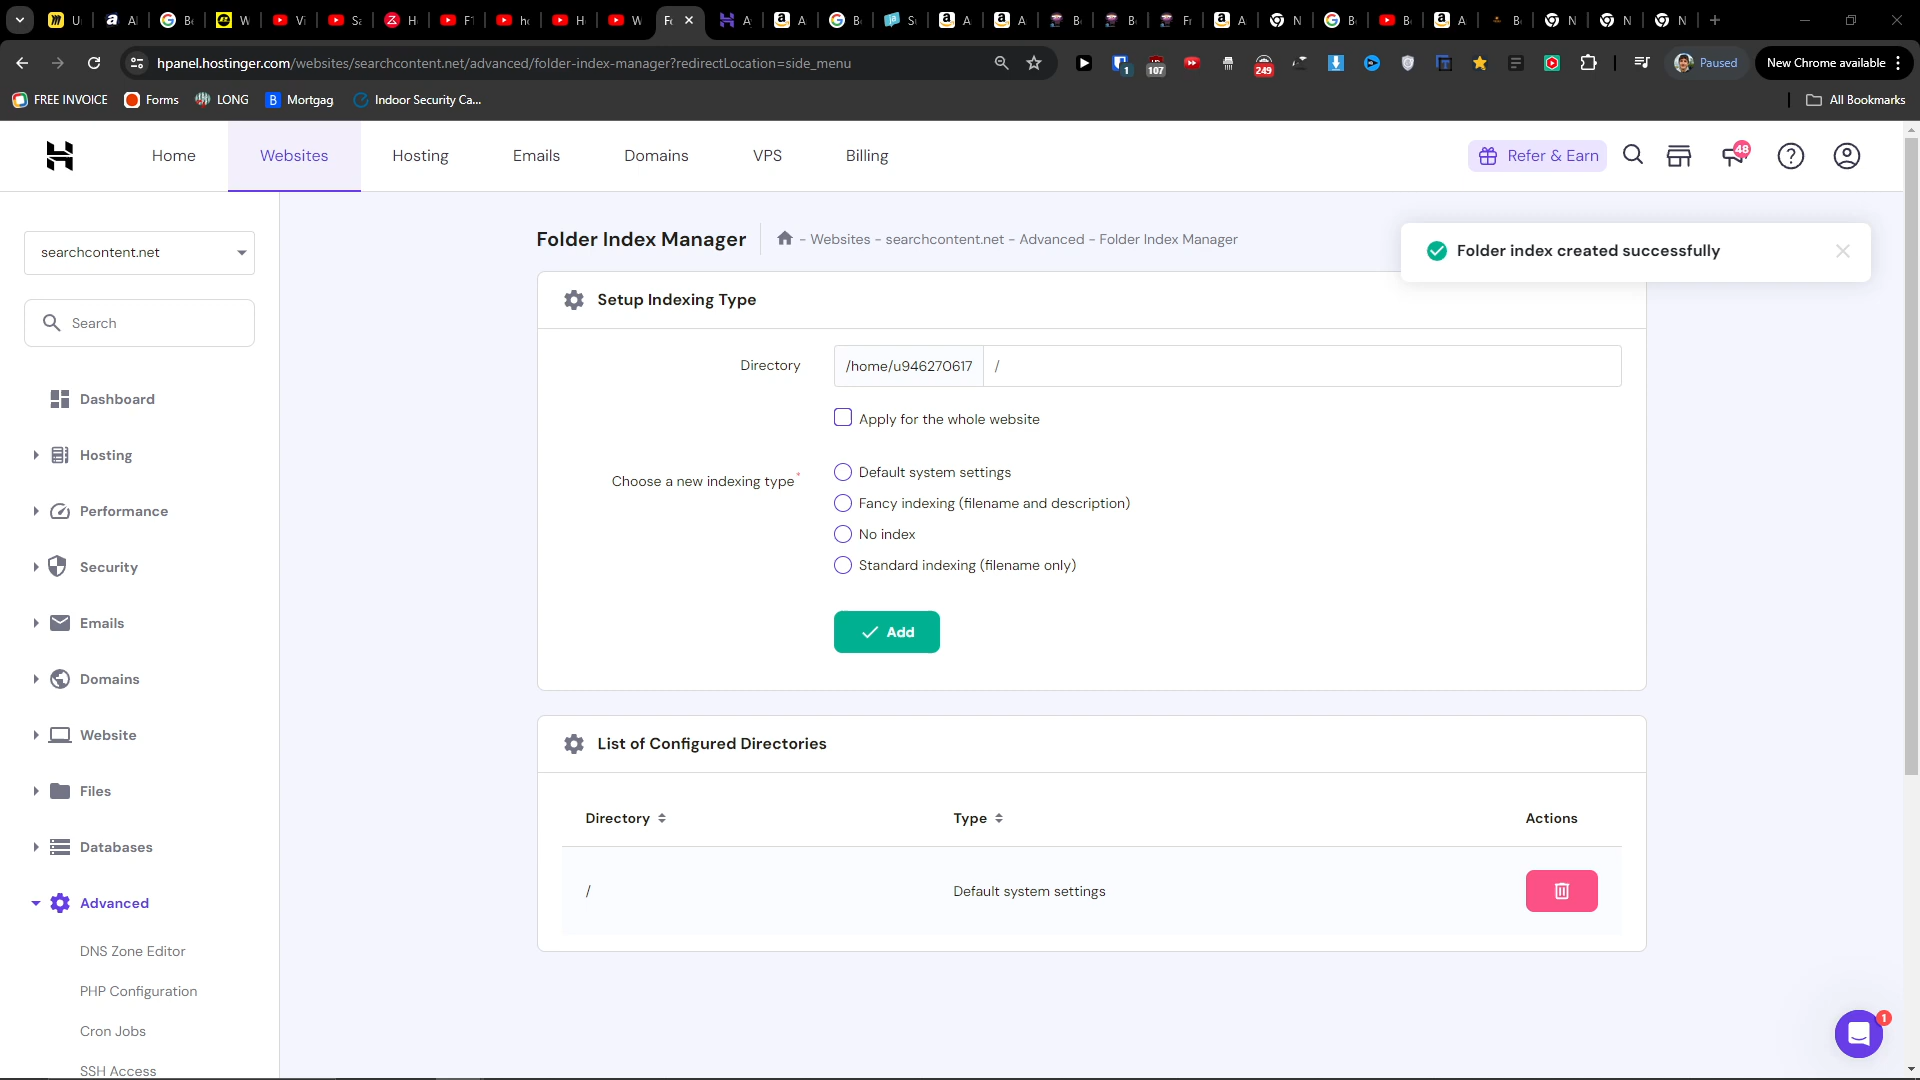 hpanel.hostinger.com/websites/searchcontent.net/advanced/folder-index-manager?redirectLocation=side_menu
1
107
249
Paused
New Chrome available
FREE INVOICE
Forms
LONG
Mortgag
Indoor Security Ca...
All Bookmarks
Home
Websites
Hosting
Emails
Domains
VPS
Billing
Refer & Earn
48
searchcontent.net
Search
Dashboard
Hosting
Performance
Security
Emails
Domains
Website
Files
Databases
Advanced
DNS Zone Editor
PHP Configuration
Cron Jobs
SSH Access
Folder Index Manager
- Websites - searchcontent.net - Advanced - Folder Index Manager
Folder index created successfully
Setup Indexing Type
Directory
/home/u946270617
/
Apply for the whole website
Choose a new indexing type*
Default system settings
Fancy indexing (filename and description)
No index
Standard indexing (filename only)
Add
List of Configured Directories
Directory
Type
Actions
/
Default system settings
1